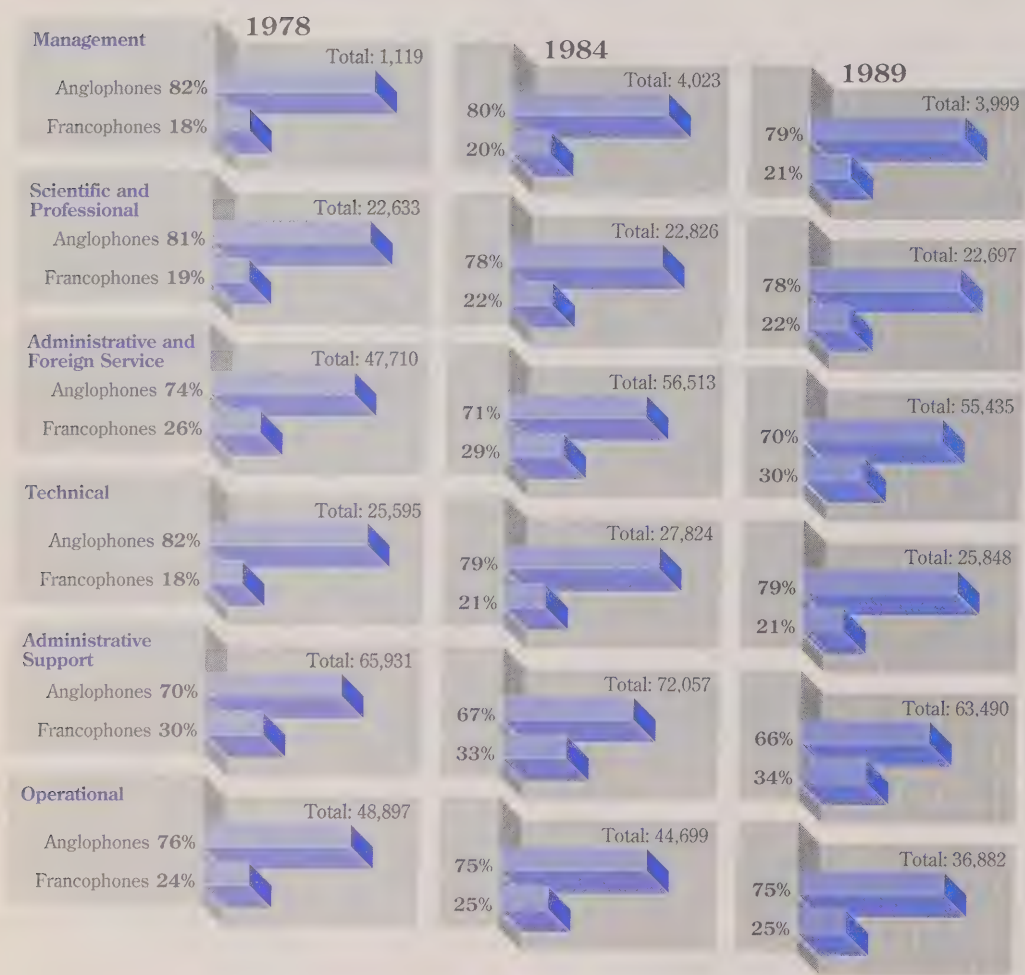 1978
Management
Total: 1,119
Anglophones 82%
Francophones 18%
1984
Total: 4,023
80%
20%
1989
Total: 3,999
79%
21%
Scientific and
Professional
Total: 22,633
Anglophones 81%
Francophones 19%
Total: 22,826
78%
22%
Total: 22,697
78%
22%
Administrative and
Foreign Service
Total: 47,710
Anglophones 74%
Francophones 26%
Total: 56,513
71%
29%
Total: 55,435
70%
30%
Technical
Total: 25,595
Anglophones 82%
Francophones 18%
Total: 27,824
79%
21%
Total: 25,848
79%
21%
Administrative
Support
Total: 65,931
Anglophones 70%
Francophones 30%
Total: 72,057
67%
33%
Total: 63,490
66%
34%
Operational
Total: 48,897
Anglophones 76%
Francophones 24%
Total: 44,699
75%
25%
Total: 36,882
75%
25%